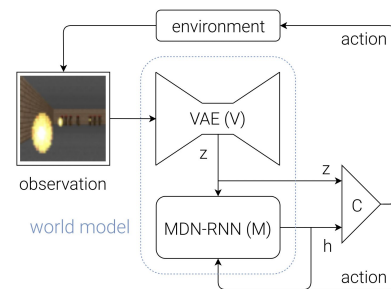 environment
action
VAE (V)
z
observation
z
C
world model
MDN-RNN (M)
h
action